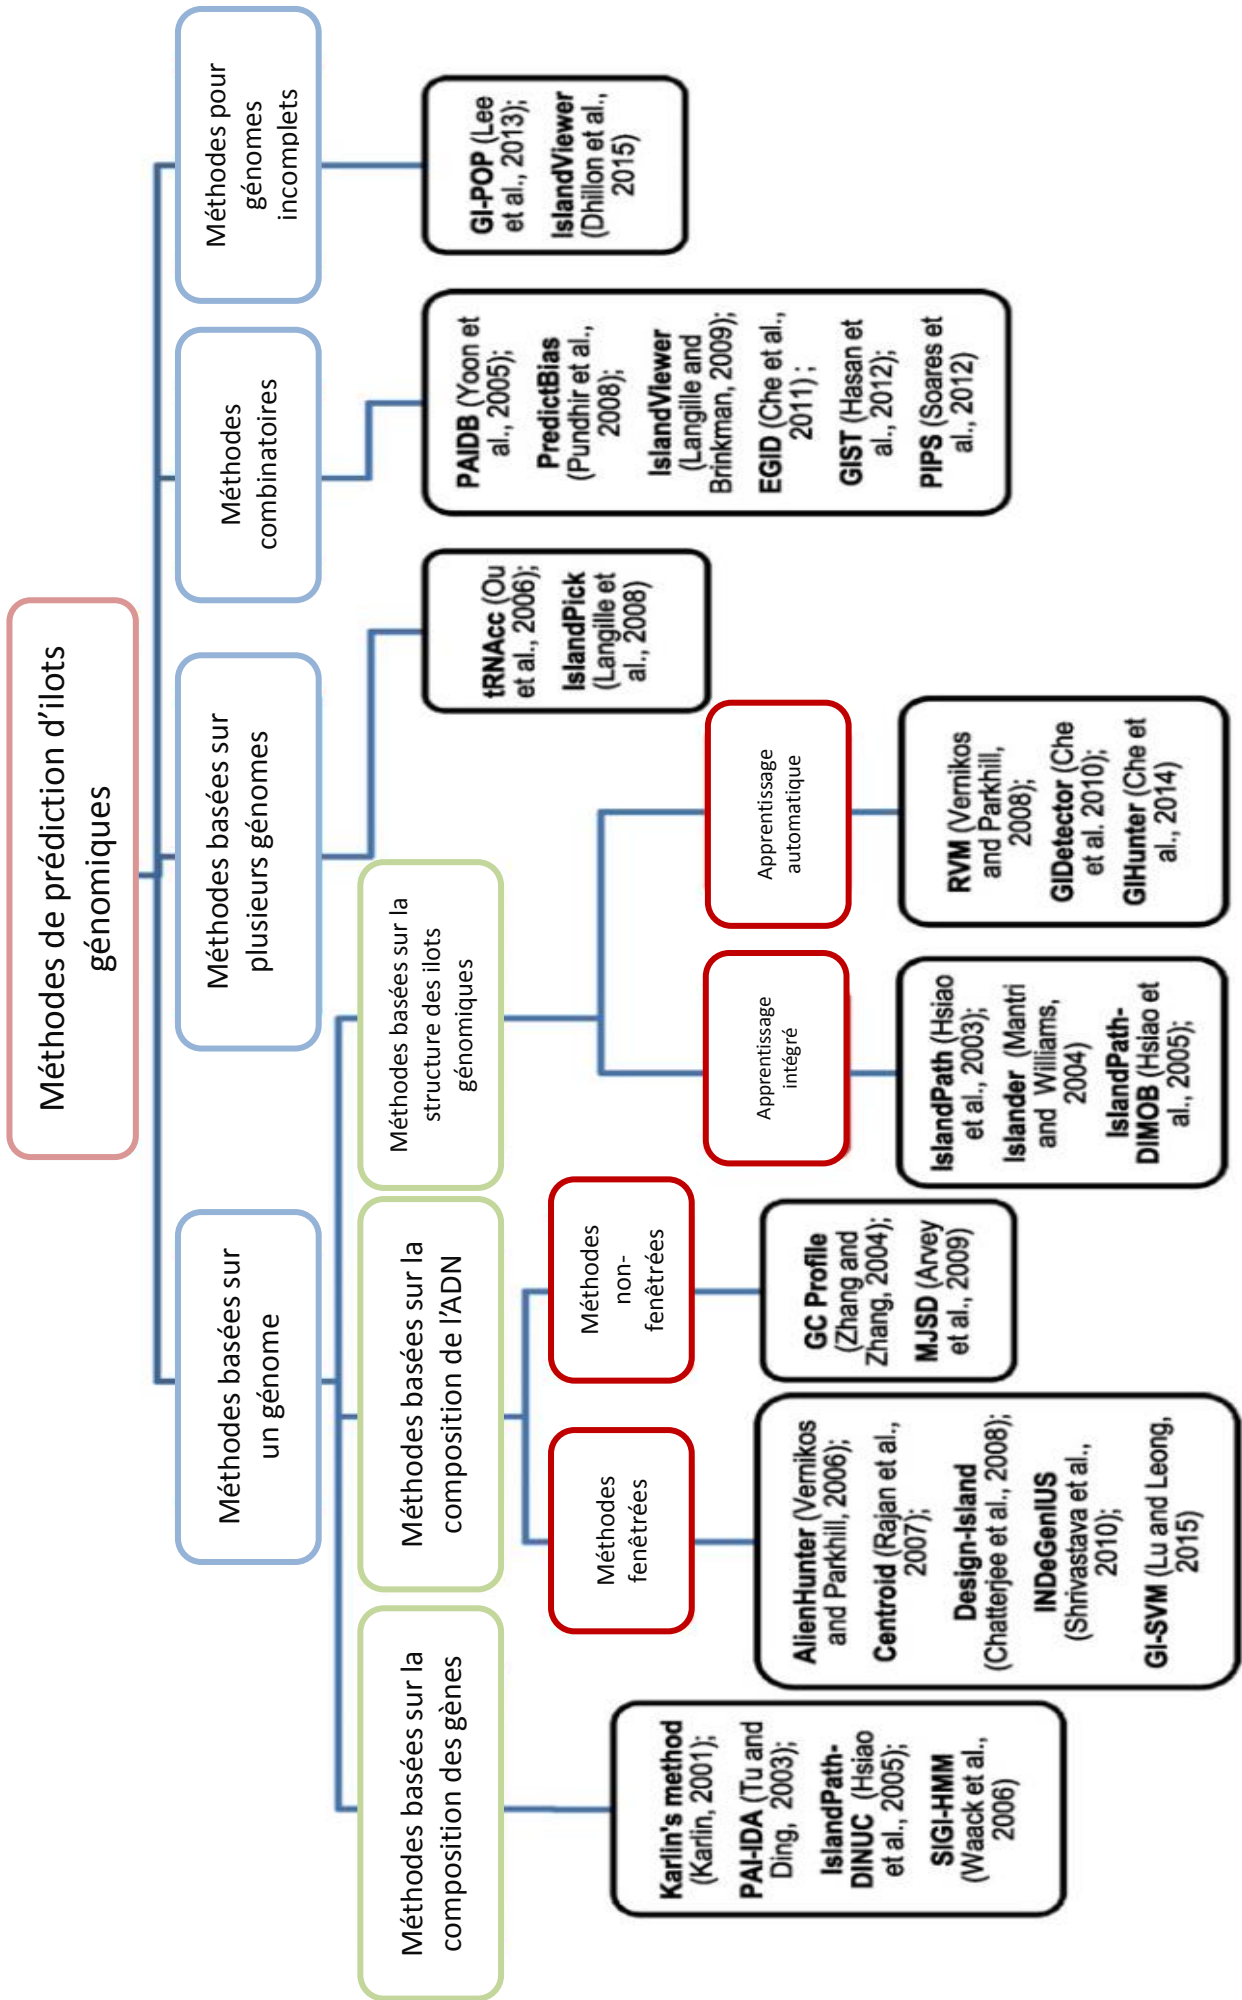 Méthodes de prédiction d’ilots
génomiques
Méthodes basées sur
un génome
Méthodes basées sur
plusieurs génomes
Méthodes
combinatoires
Méthodes pour
génomes
incomplets
Méthodes basées sur la
composition des gènes
Méthodes basées sur la
composition de l’ADN
Méthodes basées sur la
structure des ilots
génomiques
Méthodes
fenêtrées
Méthodes
non-
fenêtrées
Apprentissage
intégré
Apprentissage
automatique
Karlin's method
(Karlin, 2001);
PAI-IDA (Tu and
Ding, 2003);
IslandPath-
DINUC (Hsiao
et al., 2005);
SIGI-HMM
(Waack et al.,
2006)
AlienHunter (Vernikos
and Parkhill, 2006);
Centroid (Rajan et al.,
2007);
Design-Island
(Chatterjee et al., 2008);
INDeGenIUS
(Shrivastava et al.,
2010);
GI-SVM (Lu and Leong,
2015)
GC Profile
(Zhang and
Zhang, 2004);
MJSD (Arvey
et al., 2009)
IslandPath (Hsiao
et al., 2003);
Islander (Mantri
and Williams,
2004)
IslandPath-
DIMOB (Hsiao et
al., 2005);
RVM (Vernikos
and Parkhill,
2008);
GIDetector (Che
et al. 2010);
GIHunter (Che et
al., 2014)
tRNAcc (Ou
et al., 2006);
IslandPick
(Langille et
al., 2008)
PAIDB (Yoon et
al., 2005);
PredictBias
(Pundhir et al.,
2008);
IslandViewer
(Langille and
Brinkman, 2009);
EGID (Che et al.,
2011) ;
GIST (Hasan et
al., 2012);
PIPS (Soares et
al., 2012)
GI-POP (Lee
et al., 2013);
IslandViewer
(Dhillon et al.,
2015)